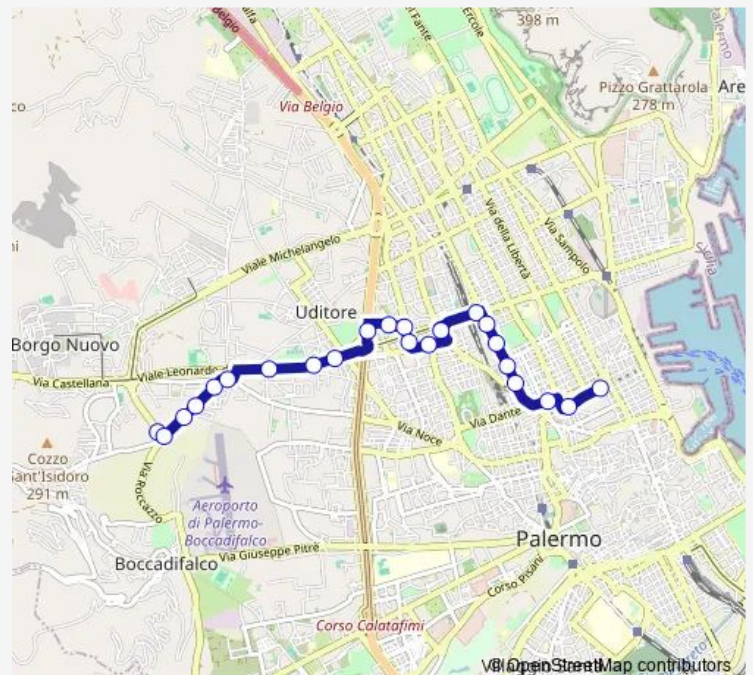 398 m
Pizzo Grattarola
278 m
Are
Via Belgio
Via della Libertà
Via Sampolo
Viale Michelangelo
Uditore
Borgo Nuovo
Via Castellana
Viale Leonardo d
Via Dante
Via Noce
Cozzo
Sant'Isidoro
291 m
Via Roccazzo
Aeroporto
di Palermo-
Boccadifalco
Boccadifalco
Via Giuseppe Pitrè
Palermo
Corso Pisani
Corso Calatafimi
© OpenStreetMap contributors